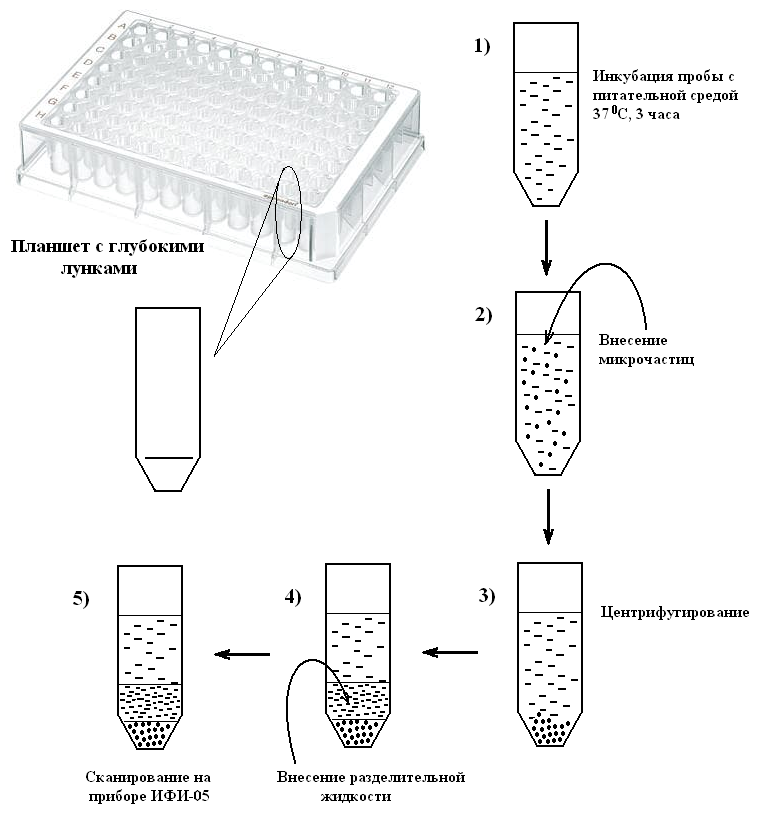 A
B
C
D
E
F
G
H
Планшет с глубокими
лунками
1)
Инкубация пробы с
питательной средой
37⁰С, 3 часа
2)
Внесение
микрочастиц
3)
Центрифугирование
4)
Внесение разделительной
жидкости
5)
Сканирование на
приборе ИФИ-05